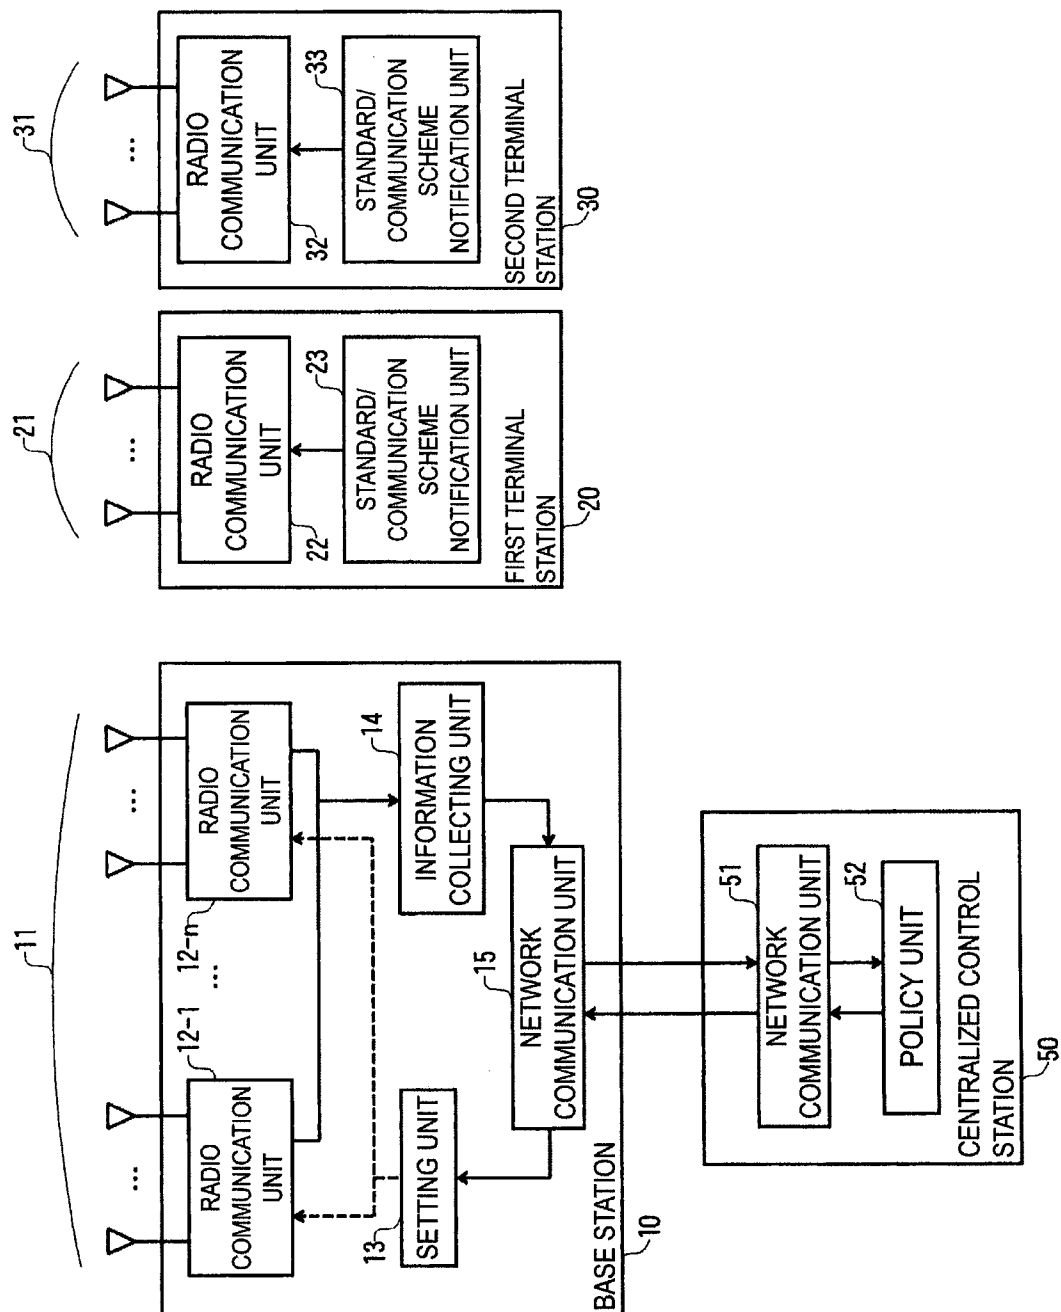 11
...
...
12-1
...
12-n
RADIO
COMMUNICATION
UNIT
RADIO
COMMUNICATION
UNIT
13
SETTING UNIT
14
INFORMATION
COLLECTING UNIT
15
NETWORK
COMMUNICATION UNIT
BASE STATION
10
51
NETWORK
COMMUNICATION UNIT
52
POLICY UNIT
CENTRALIZED CONTROL
STATION
50
21
...
RADIO
COMMUNICATION
UNIT
22
23
STANDARD/
COMMUNICATION
SCHEME
NOTIFICATION UNIT
FIRST TERMINAL
STATION
20
31
...
RADIO
COMMUNICATION
UNIT
32
33
STANDARD/
COMMUNICATION
SCHEME
NOTIFICATION UNIT
SECOND TERMINAL
STATION
30